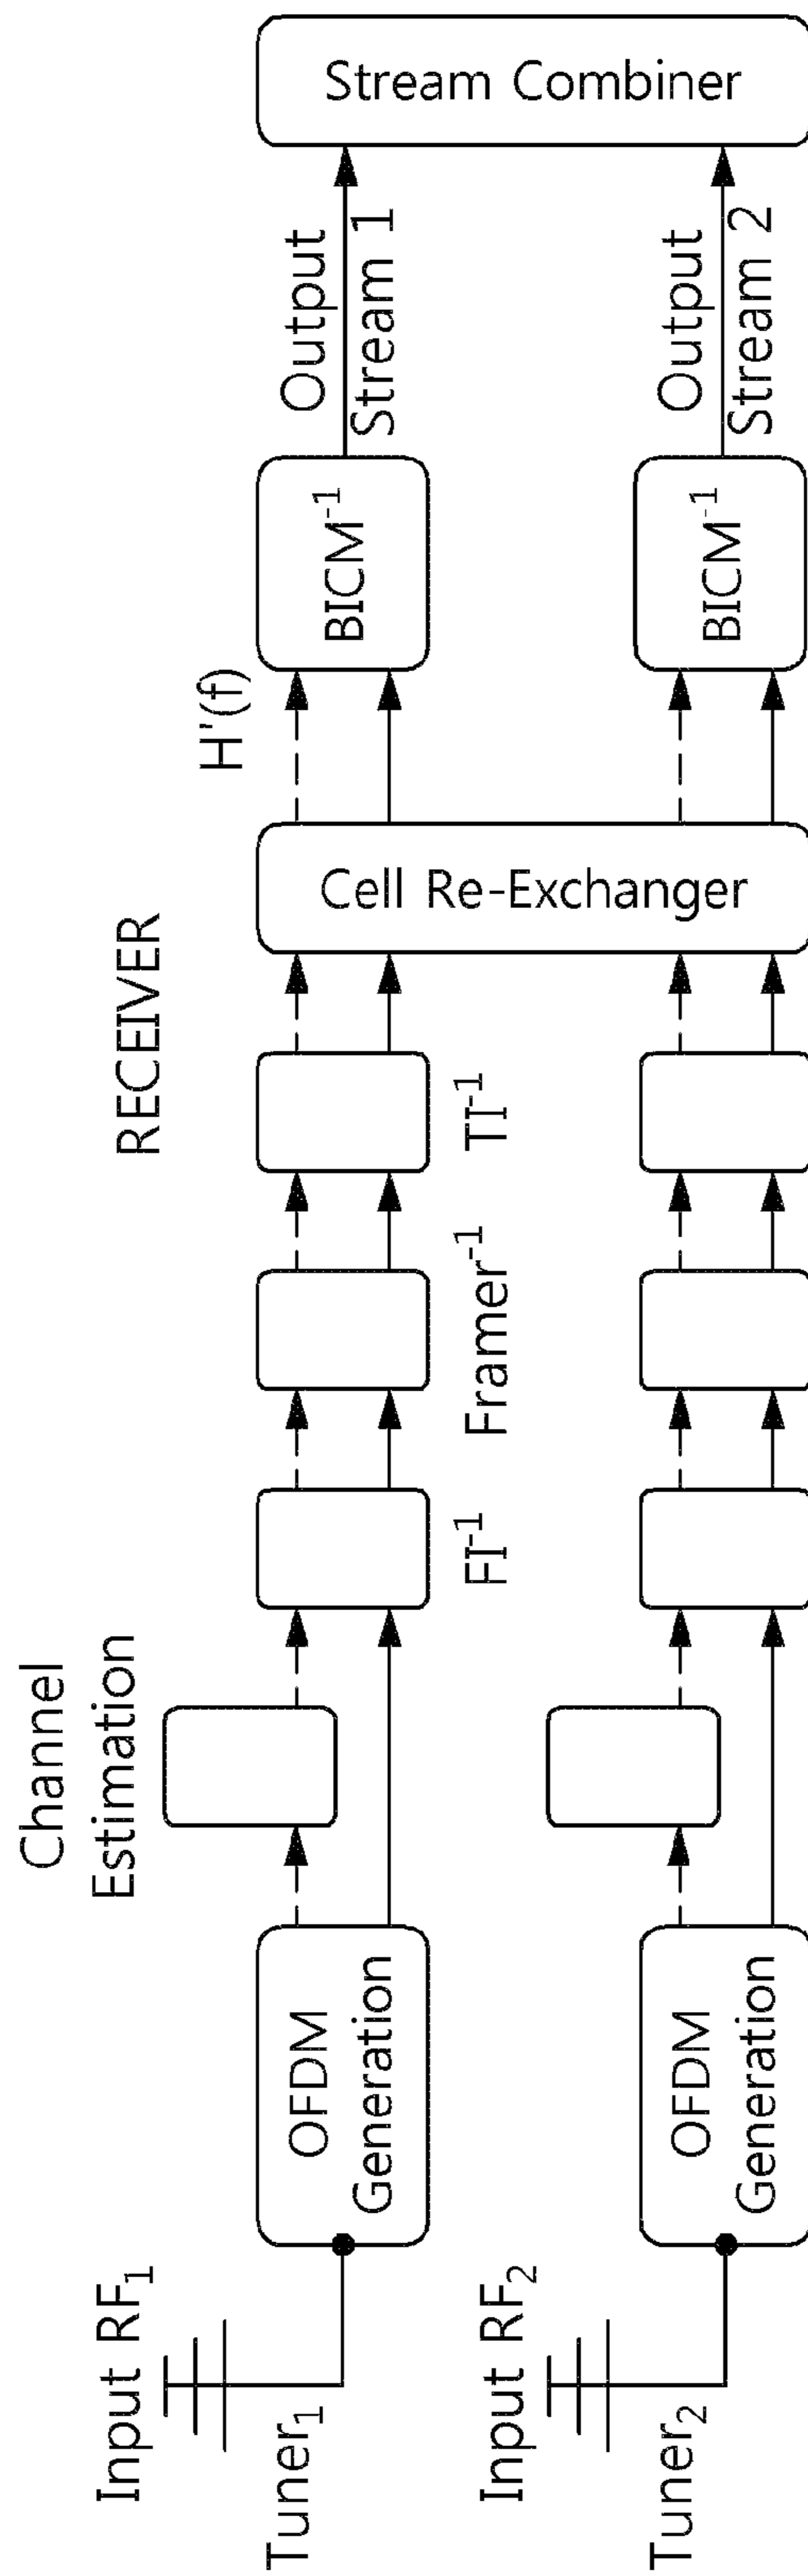 RECEIVER
Input RF1
Tuner1
OFDM
Generation
Channel
Estimation
FI-1
Framer-1
TI-1
Cell Re-Exchanger
H'(f)
BICM-1
Output
Stream 1
Stream Combiner
Input RF2
Tuner2
OFDM
Generation
BICM-1
Output
Stream 2